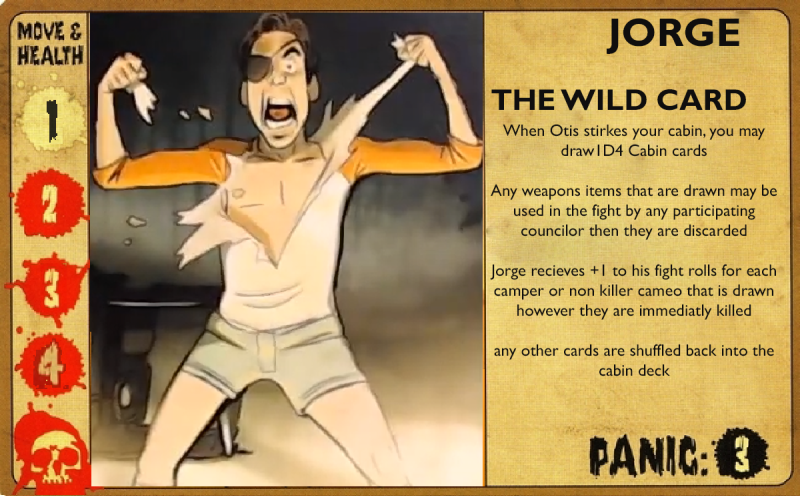 MOVE &
HEALTH
1
2
3
4
JORGE
THE WILD CARD
When Otis stirkes your cabin, you may
draw1D4 Cabin cards
Any weapons items that are drawn may be
used in the fight by any participating
councilor then they are discarded
Jorge recieves +1 to his fight rolls for each
camper or non killer cameo that is drawn
however they are immediatly killed
any other cards are shuffled back into the
cabin deck
PANIC: 3